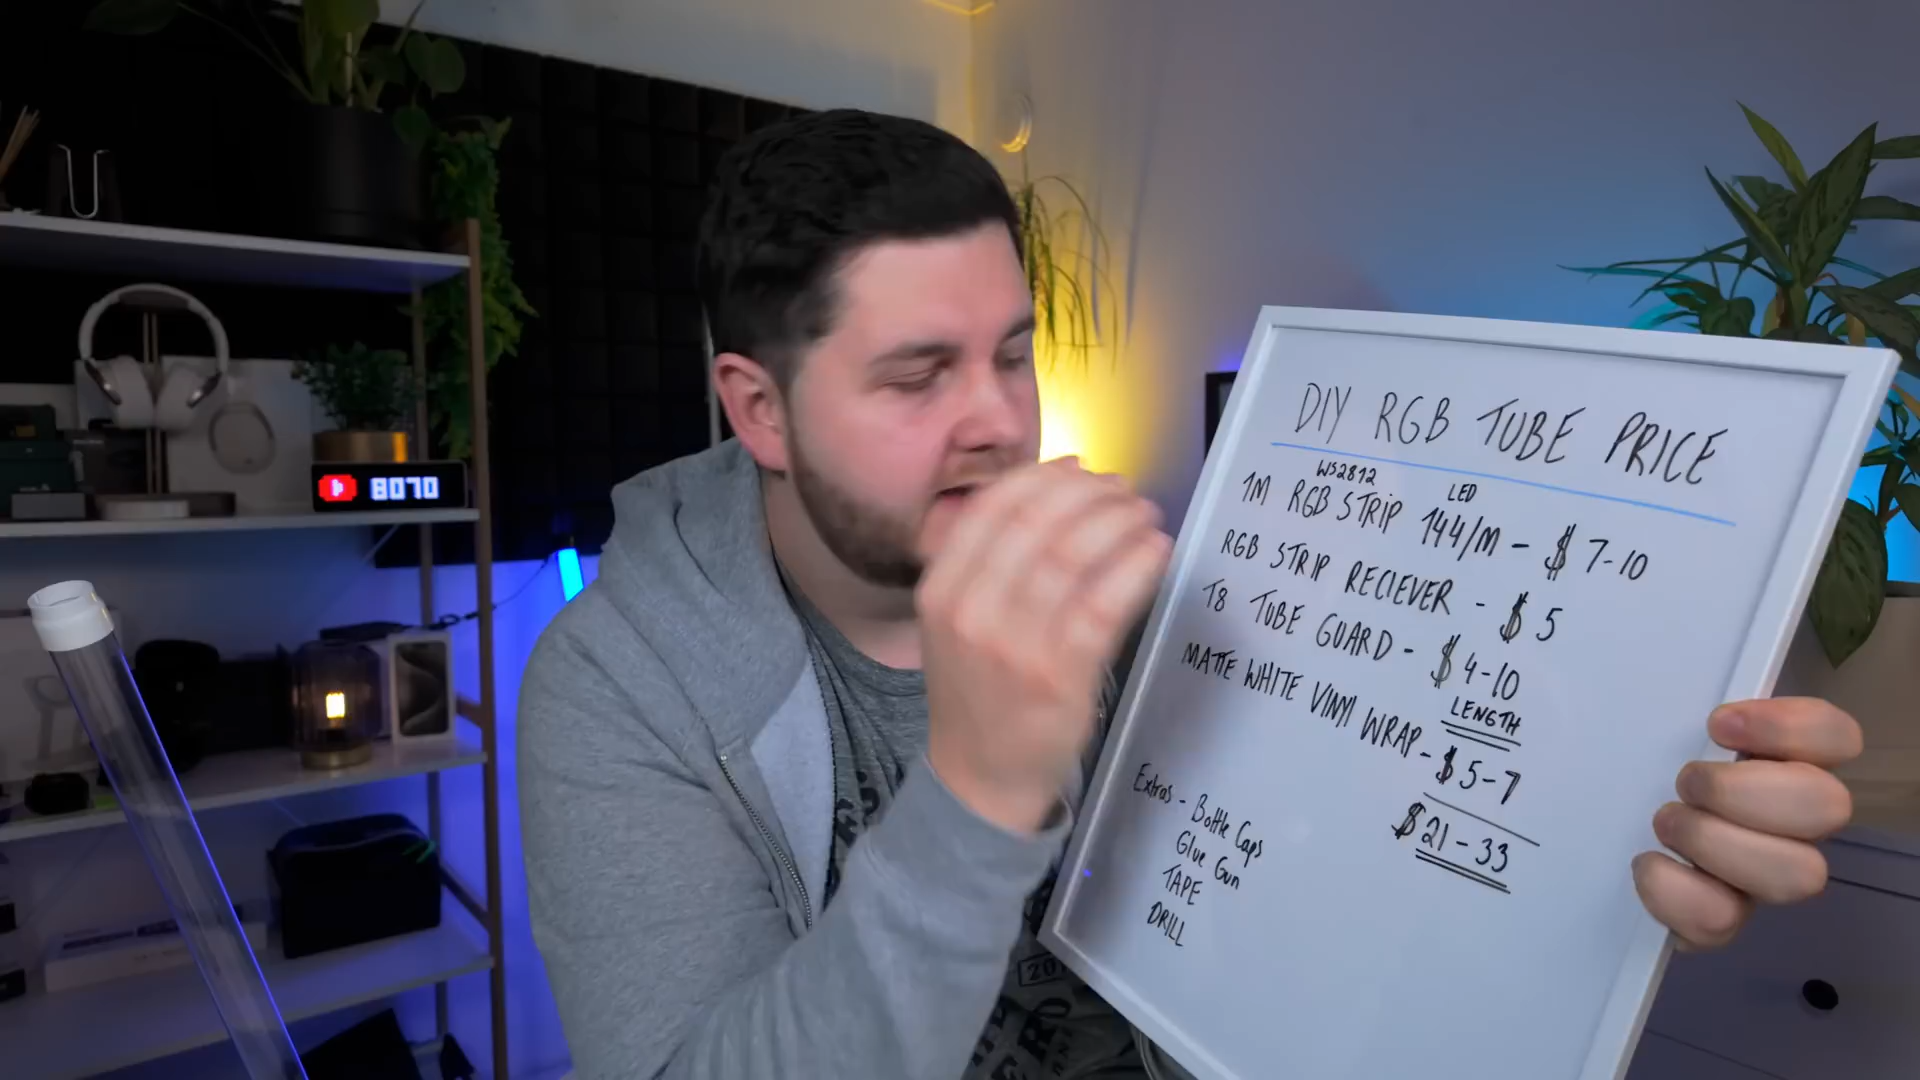 8070
DIY RGB TUBE PRICE
WS2812 LED
1M RGB STRIP 144/M - $ 7-10
RGB STRIP RECIEVER - $ 5
T8 TUBE GUARD - $ 4-10
LENGTH
MATTE WHITE VINYL WRAP - $ 5-7
$ 21-33
Extras - Bottle Caps
Glue Gun
TAPE
DRILL